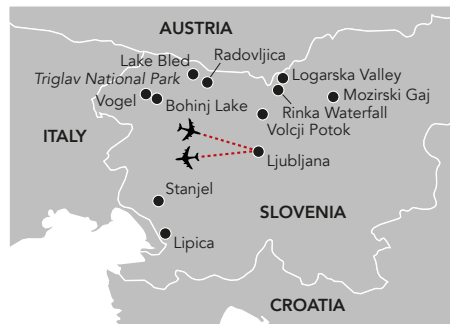 AUSTRIA
Lake Bled
Radovljica
Triglav National Park
Logarska Valley
Vogel
Bohinj Lake
Mozirski Gaj
Rinka Waterfall
Volcji Potok
ITALY
Ljubljana
Stanjel
SLOVENIA
Lipica
CROATIA